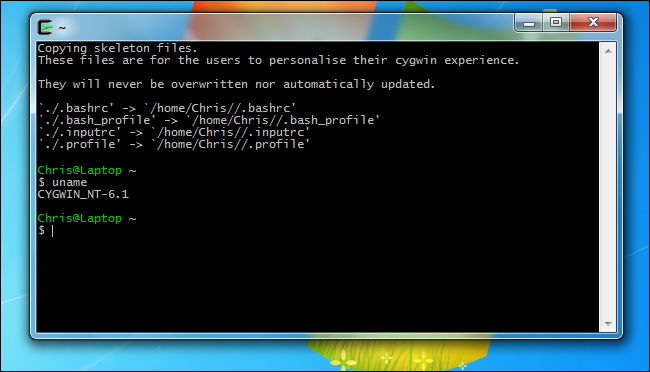 ~
Copying skeleton files.
These files are for the users to personalise their cygwin experience.
They will never be overwritten nor automatically updated.
`./.bashrc' -> `/home/Chris//.bashrc'
`./.bash_profile' -> `/home/Chris//.bash_profile'
`./.inputrc' -> `/home/Chris//.inputrc'
`./.profile' -> `/home/Chris//.profile'
Chris@Laptop ~
$ uname
CYGWIN_NT-6.1
Chris@Laptop ~
$